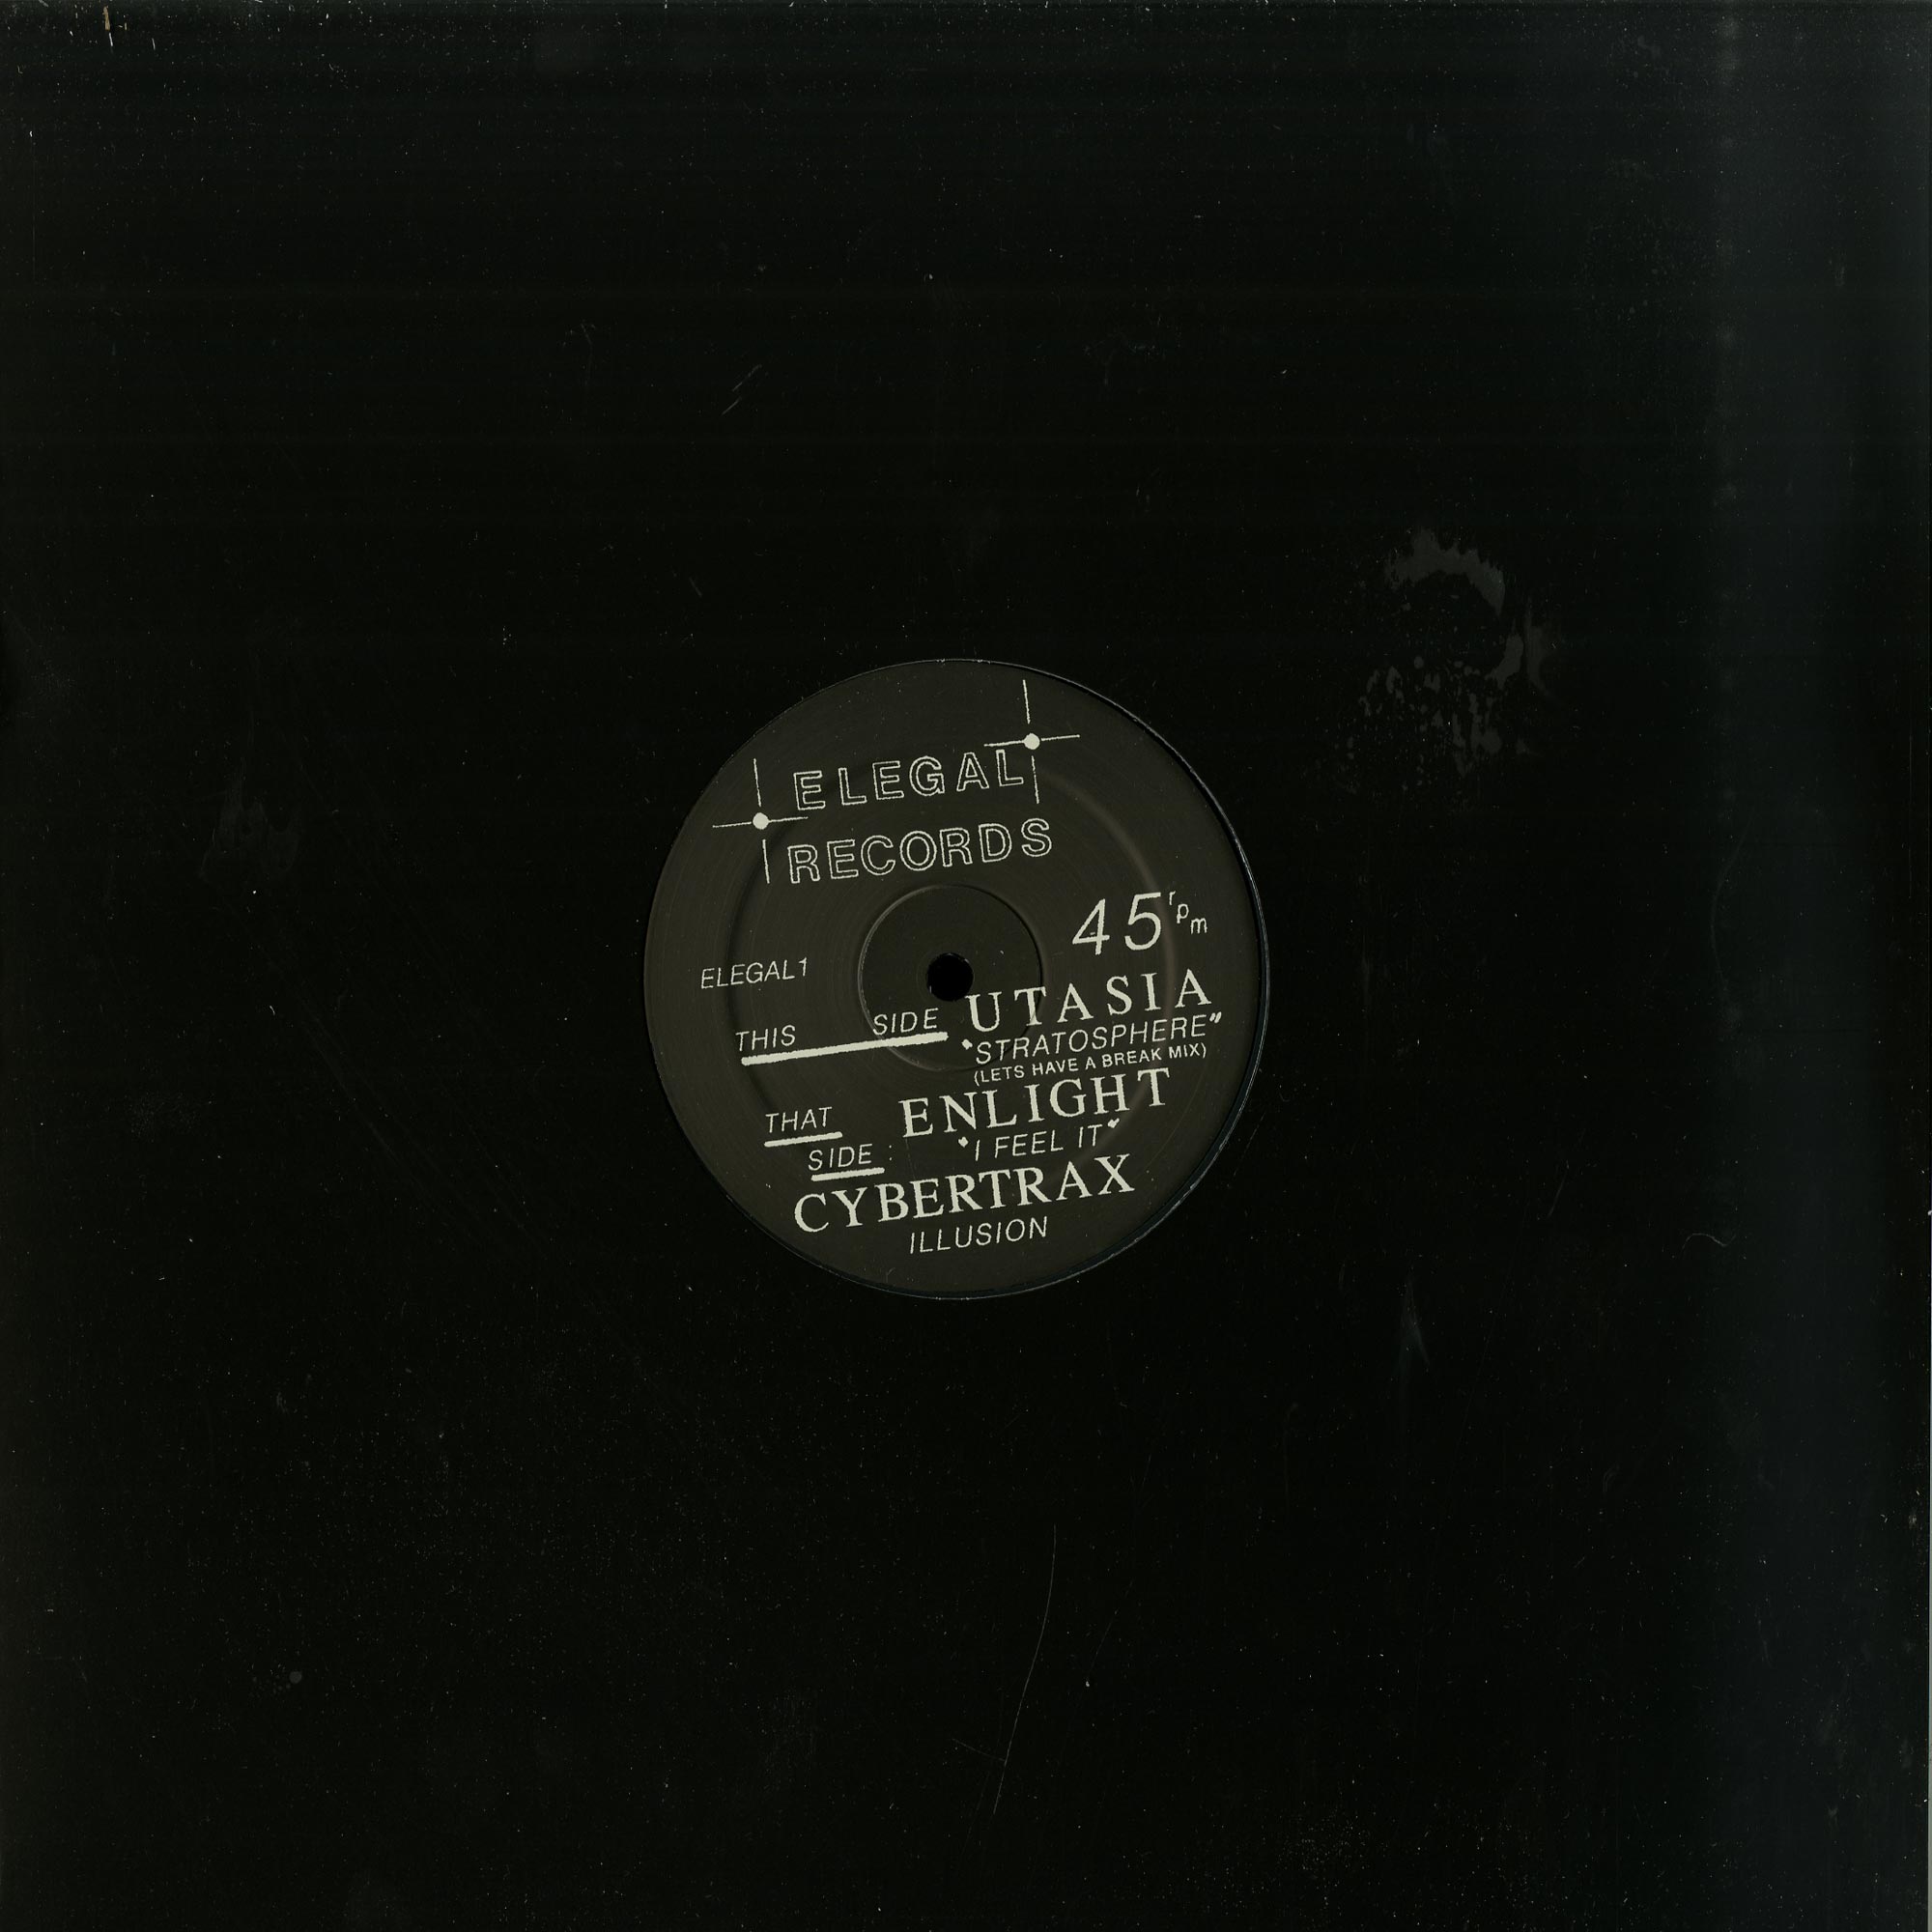 ELEGAL
RECORDS
45 rpm
ELEGAL1
THIS SIDE
UTASIA
"STRATOSPHERE"
(LETS HAVE A BREAK MIX)
THAT
SIDE :
ENLIGHT
"I FEEL IT"
CYBERTRAX
ILLUSION